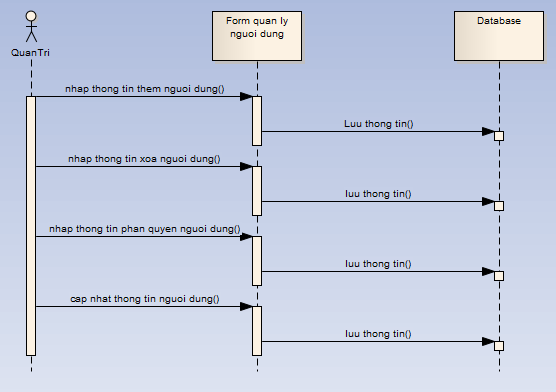 Form quan ly
nguoi dung
Database
QuanTri
nhap thong tin them nguoi dung()
Luu thong tin()
nhap thong tin xoa nguoi dung()
luu thong tin()
nhap thong tin phan quyen nguoi dung()
luu thong tin()
cap nhat thong tin nguoi dung()
luu thong tin()